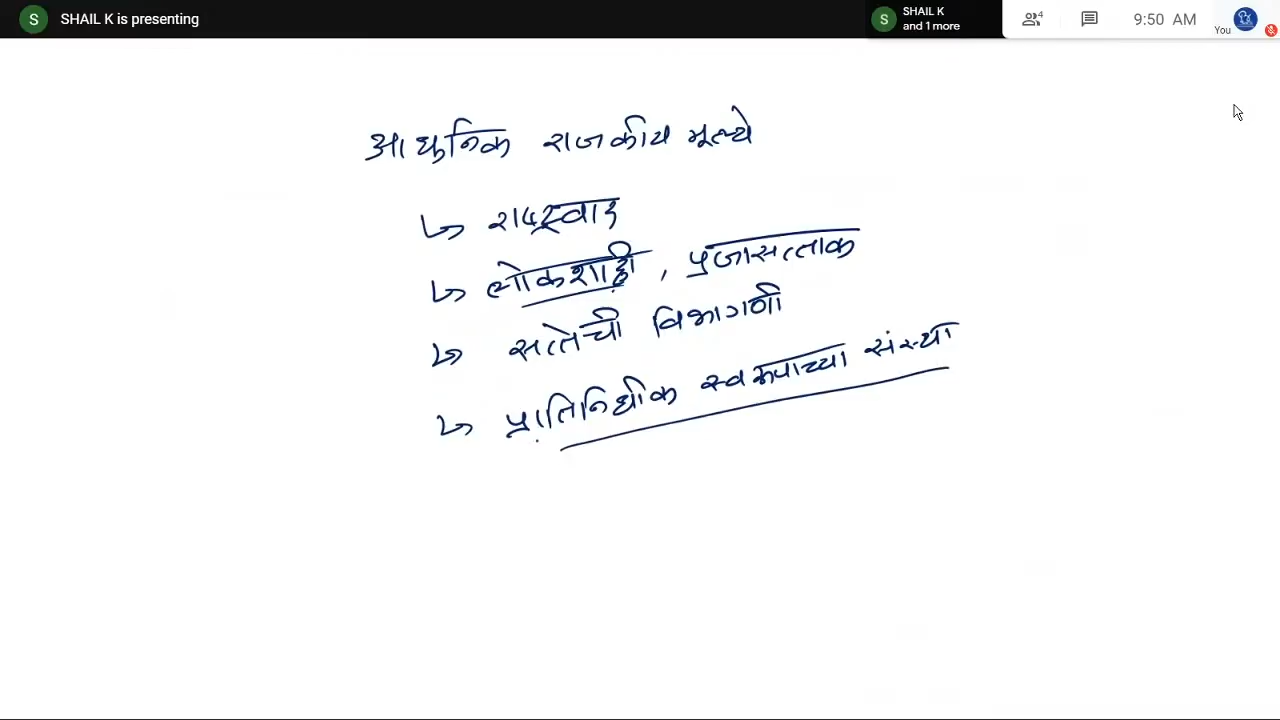 S SHAIL K is presenting
S SHAIL K and 1 more
4
9:50 AM
You
आधुनिक राजकीय मूल्ये
↳ राष्ट्रवाद
↳ लोकशाही, प्रजासत्ताक
↳ सत्तेची विभागणी
↳ प्रातिनिधीक स्वरूपाच्या संस्था